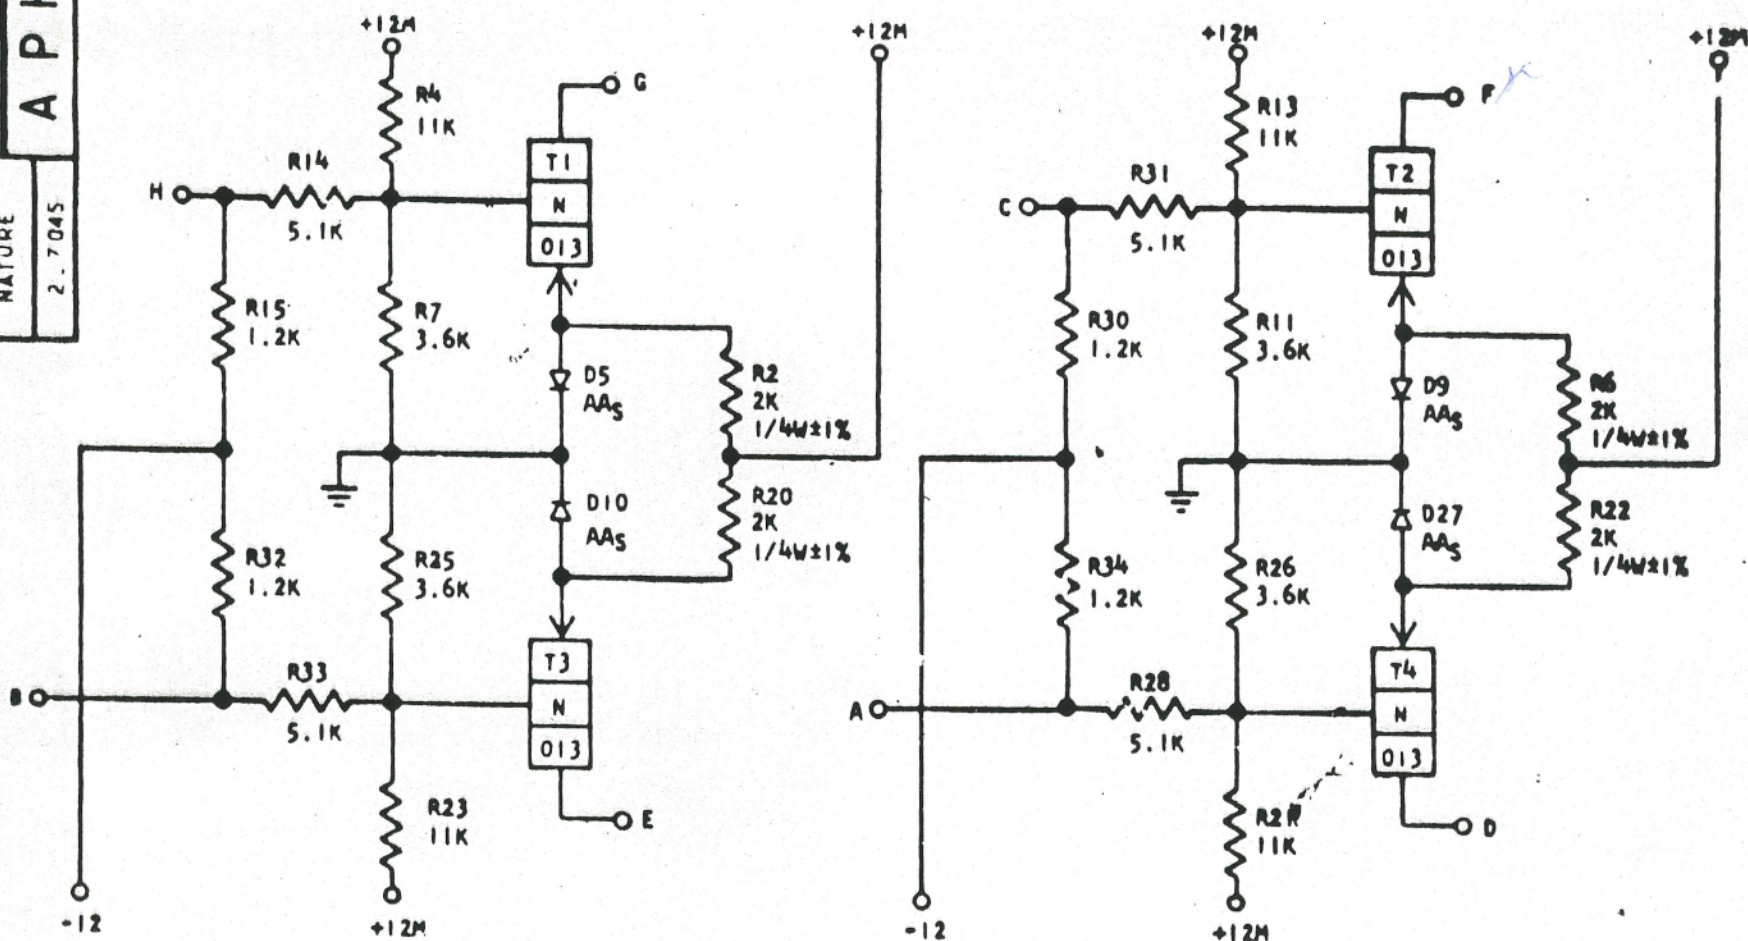 API
NATURE
2.7045
+12M
R4
11K
G
T1
N
013
H
R14
5.1K
R15
1.2K
R7
3.6K
D5
AAS
R2
2K
1/4W±1%
+12M
R32
1.2K
R25
3.6K
D10
AAS
R20
2K
1/4W±1%
B
R33
5.1K
T3
N
013
R23
11K
E
-12
+12M
+12M
R13
11K
F
T2
N
013
C
R31
5.1K
R30
1.2K
R11
3.6K
D9
AAS
R6
2K
1/4W±1%
+12M
R34
1.2K
R26
3.6K
D27
AAS
R22
2K
1/4W±1%
A
R28
5.1K
T4
N
013
11K
D
-12
+12M